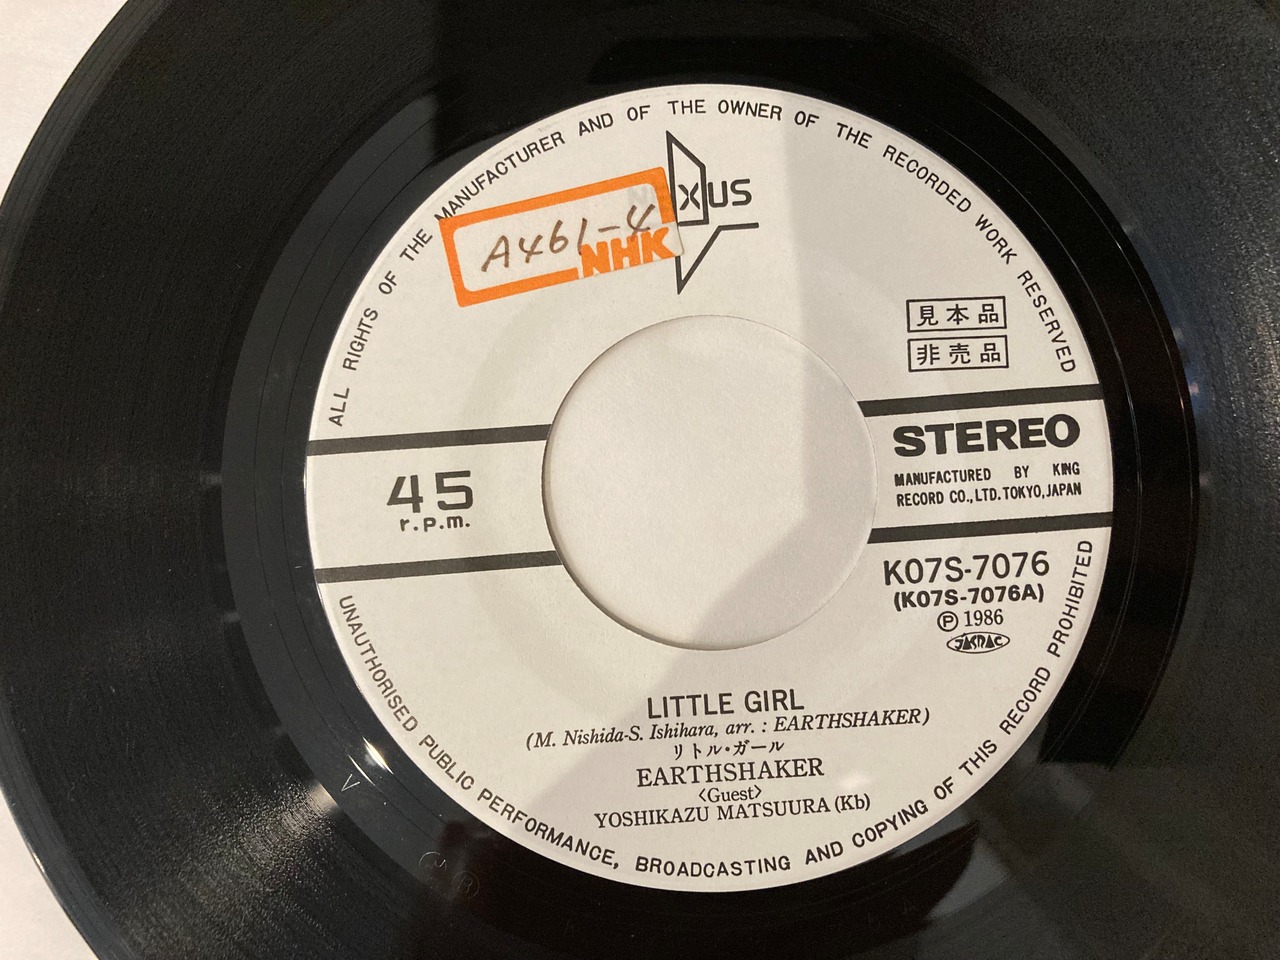 ALL RIGHTS OF THE MANUFACTURER AND OF THE OWNER OF THE RECORDED WORK RESERVED
XUS
A461-4
NHK
見本品
非売品
STEREO
MANUFACTURED BY KING
RECORD CO., LTD. TOKYO, JAPAN
45
r.p.m.
K07S-7076
(K07S-7076A)
Ⓟ 1986
JASRAC
LITTLE GIRL
(M. Nishida-S. Ishihara, arr. : EARTHSHAKER)
リトル・ガール
EARTHSHAKER
〈Guest〉
YOSHIKAZU MATSUURA (Kb)
UNAUTHORISED PUBLIC PERFORMANCE, BROADCASTING AND COPYING OF THIS RECORD PROHIBITED